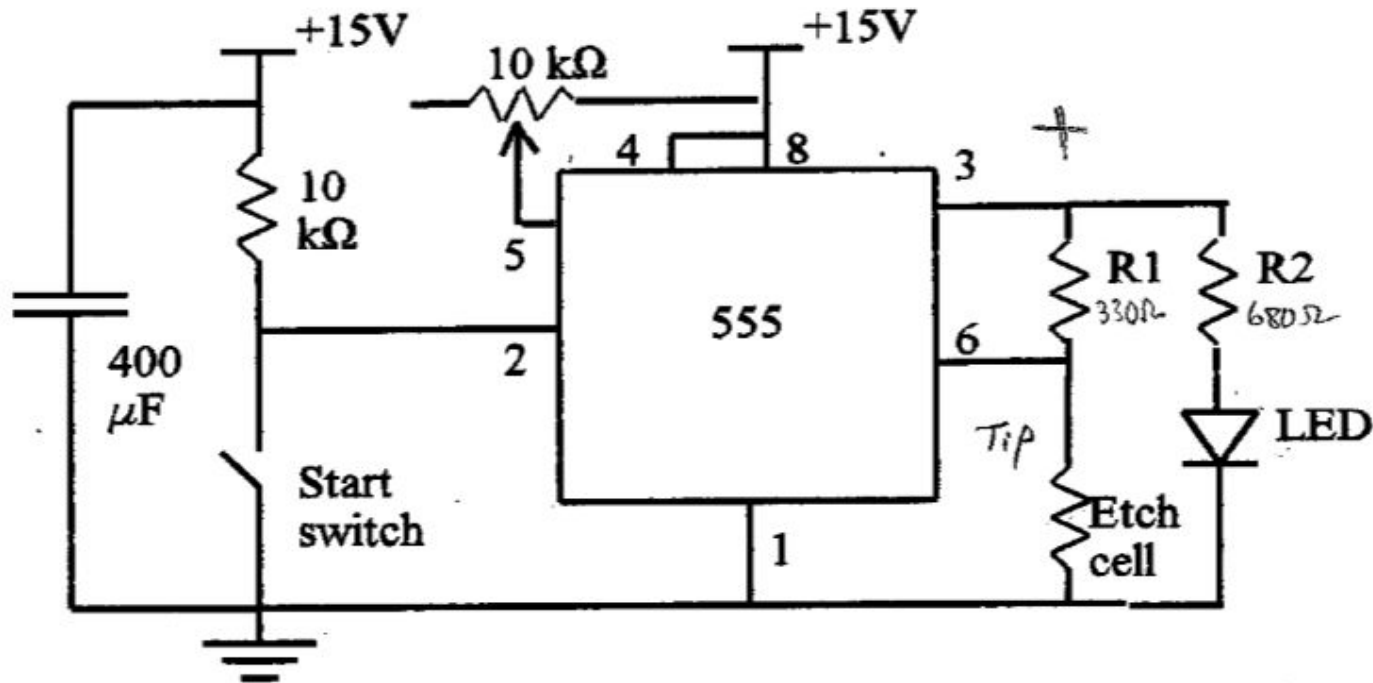 +15V
+15V
10 kΩ
4
8
3
+
10
kΩ
5
R1
330Ω
R2
680Ω
555
2
6
400
μF
Tip
LED
Start
switch
Etch
cell
1